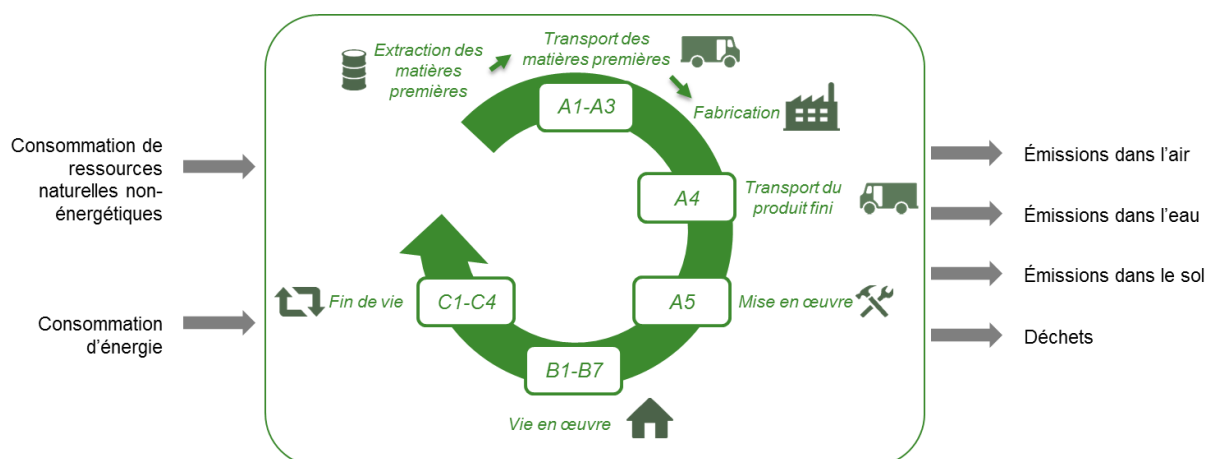 Extraction des
matières
premières
Transport des
matières premières
Fabrication
A1-A3
Consommation de
ressources
naturelles non-
énergétiques
A4
Transport du
produit fini
Émissions dans l’air
Émissions dans l’eau
Émissions dans le sol
Déchets
Fin de vie
C1-C4
A5
Mise en œuvre
Consommation
d’énergie
B1-B7
Vie en œuvre